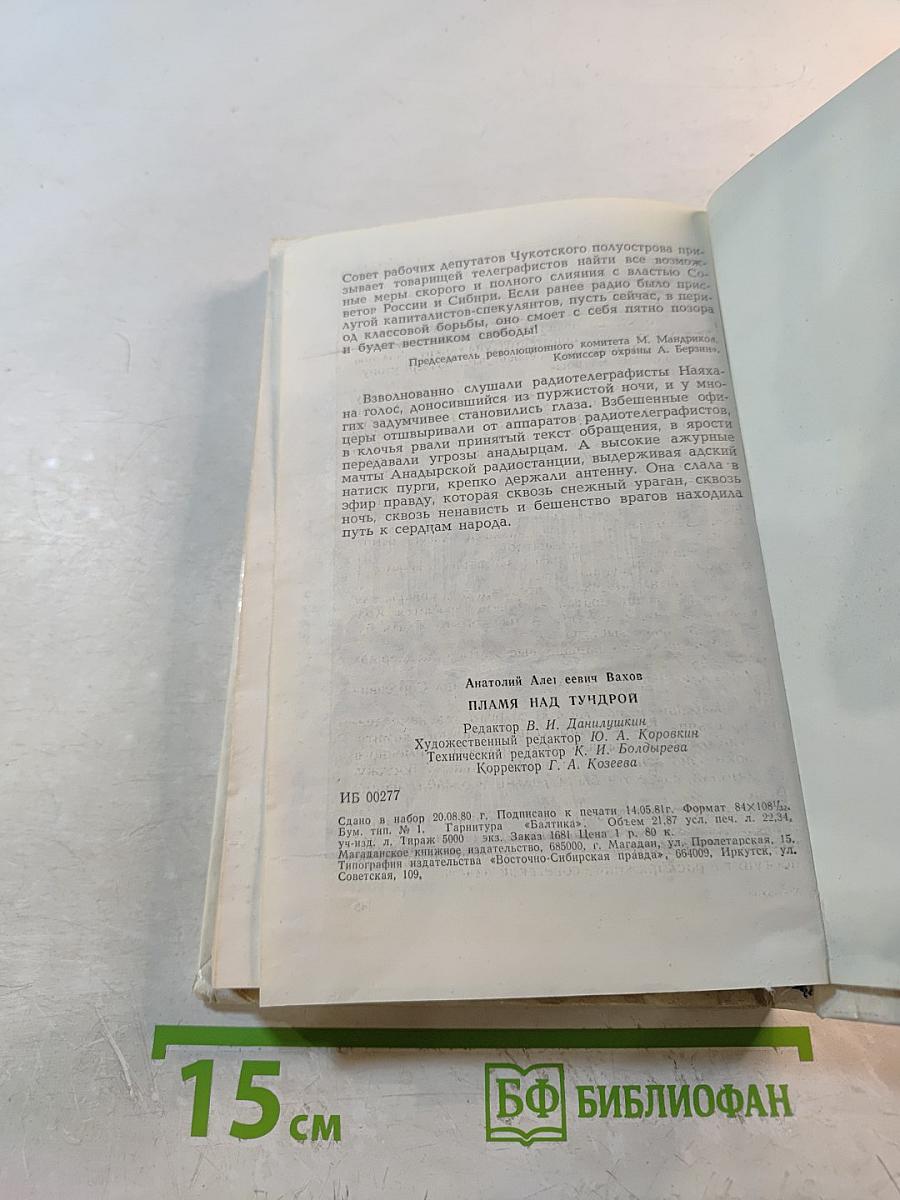 Совет рабочих депутатов Чукотского полуострова при-
зывает товарищей телеграфистов найти все возмож-
ные меры скорого и полного слияния с властью Со-
ветов России и Сибири. Если ранее радио было прис-
лугой капиталистов-спекулянтов, пусть сейчас, в пери-
од классовой борьбы, оно смоет с себя пятно позора
и будет вестником свободы!
Председатель революционного комитета М. Мандриков.
Комиссар охраны А. Берзин».
Взволнованно слушали радиотелеграфисты Наяха-
на голос, доносившийся из пуржистой ночи, и у мно-
гих задумчивее становились глаза. Взбешенные офи-
церы отшвыривали от аппаратов радиотелеграфистов,
в клочья рвали принятый текст обращения, в ярости
передавали угрозы анадырцам. А высокие ажурные
мачты Анадырской радиостанции, выдерживая адский
натиск пурги, крепко держали антенну. Она слала в
эфир правду, которая сквозь снежный ураган, сквозь
ночь, сквозь ненависть и бешенство врагов находила
путь к сердцам народа.
Анатолий Але еевич Вахов
ПЛАМЯ НАД ТУНДРОЙ
Редактор В. И. Данилушкин
Художественный редактор Ю. А. Коровкин
Технический редактор К. И. Болдырева
Корректор Г. А. Козеева
ИБ 00277
Сдано в набор 20.08.80 г. Подписано к печати 14.05.81г. Формат 84×108¹/₃₂.
Бум. тип. № 1. Гарнитура «Балтика». Объем 21,87 усл. печ. л. 22,34,
уч-изд. л. Тираж 5000 экз. Заказ 1681 Цена 1 р. 80 к.
Магаданское книжное издательство, 685000, г. Магадан, ул. Пролетарская, 15.
Типография издательства «Восточно-Сибирская правда», 664009, Иркутск, ул.
Советская, 109,
15 см
БФ БИБЛИОФАН